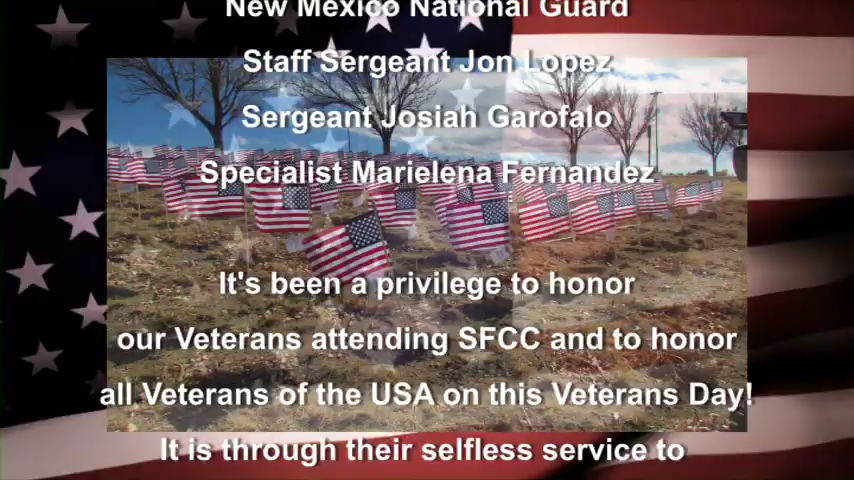 New Mexico National Guard
Staff Sergeant Jon Lopez
Sergeant Josiah Garofalo
Specialist Marielena Fernandez
It's been a privilege to honor
our Veterans attending SFCC and to honor
all Veterans of the USA on this Veterans Day!
It is through their selfless service to